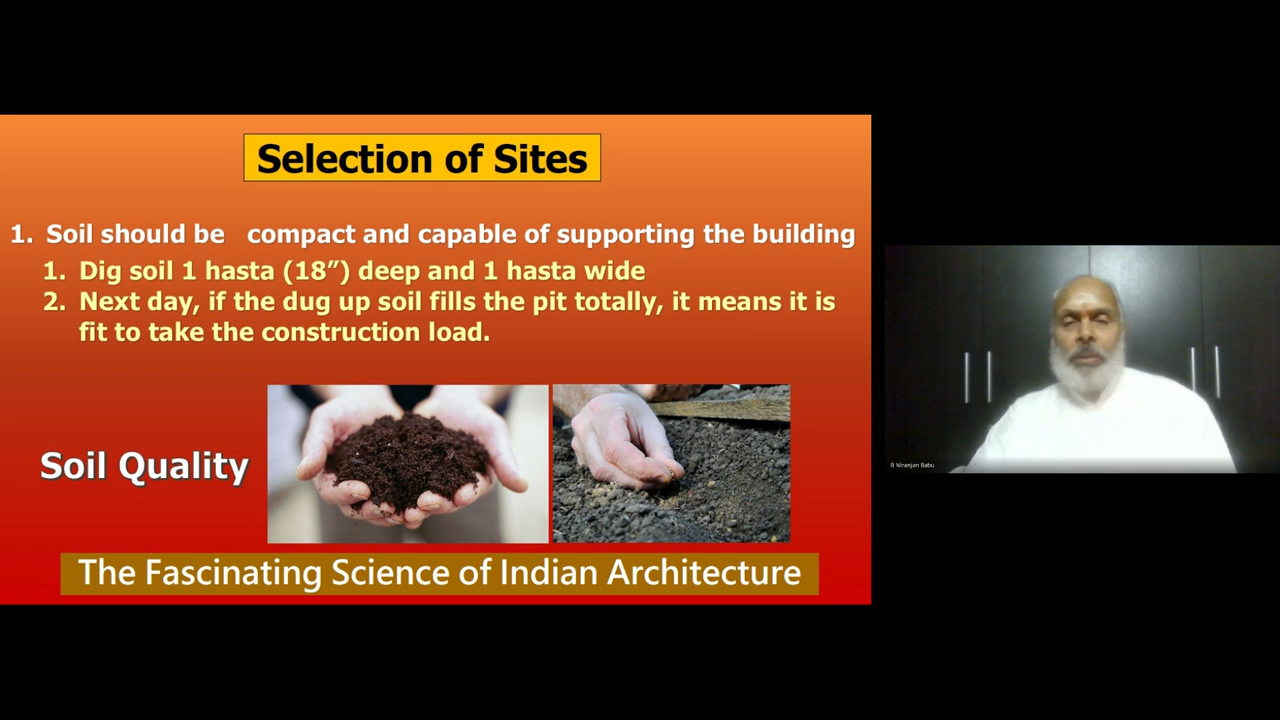 Selection of Sites
1. Soil should be compact and capable of supporting the building
1. Dig soil 1 hasta (18″) deep and 1 hasta wide
2. Next day, if the dug up soil fills the pit totally, it means it is
fit to take the construction load.
Soil Quality
The Fascinating Science of Indian Architecture
B Niranjan Babu